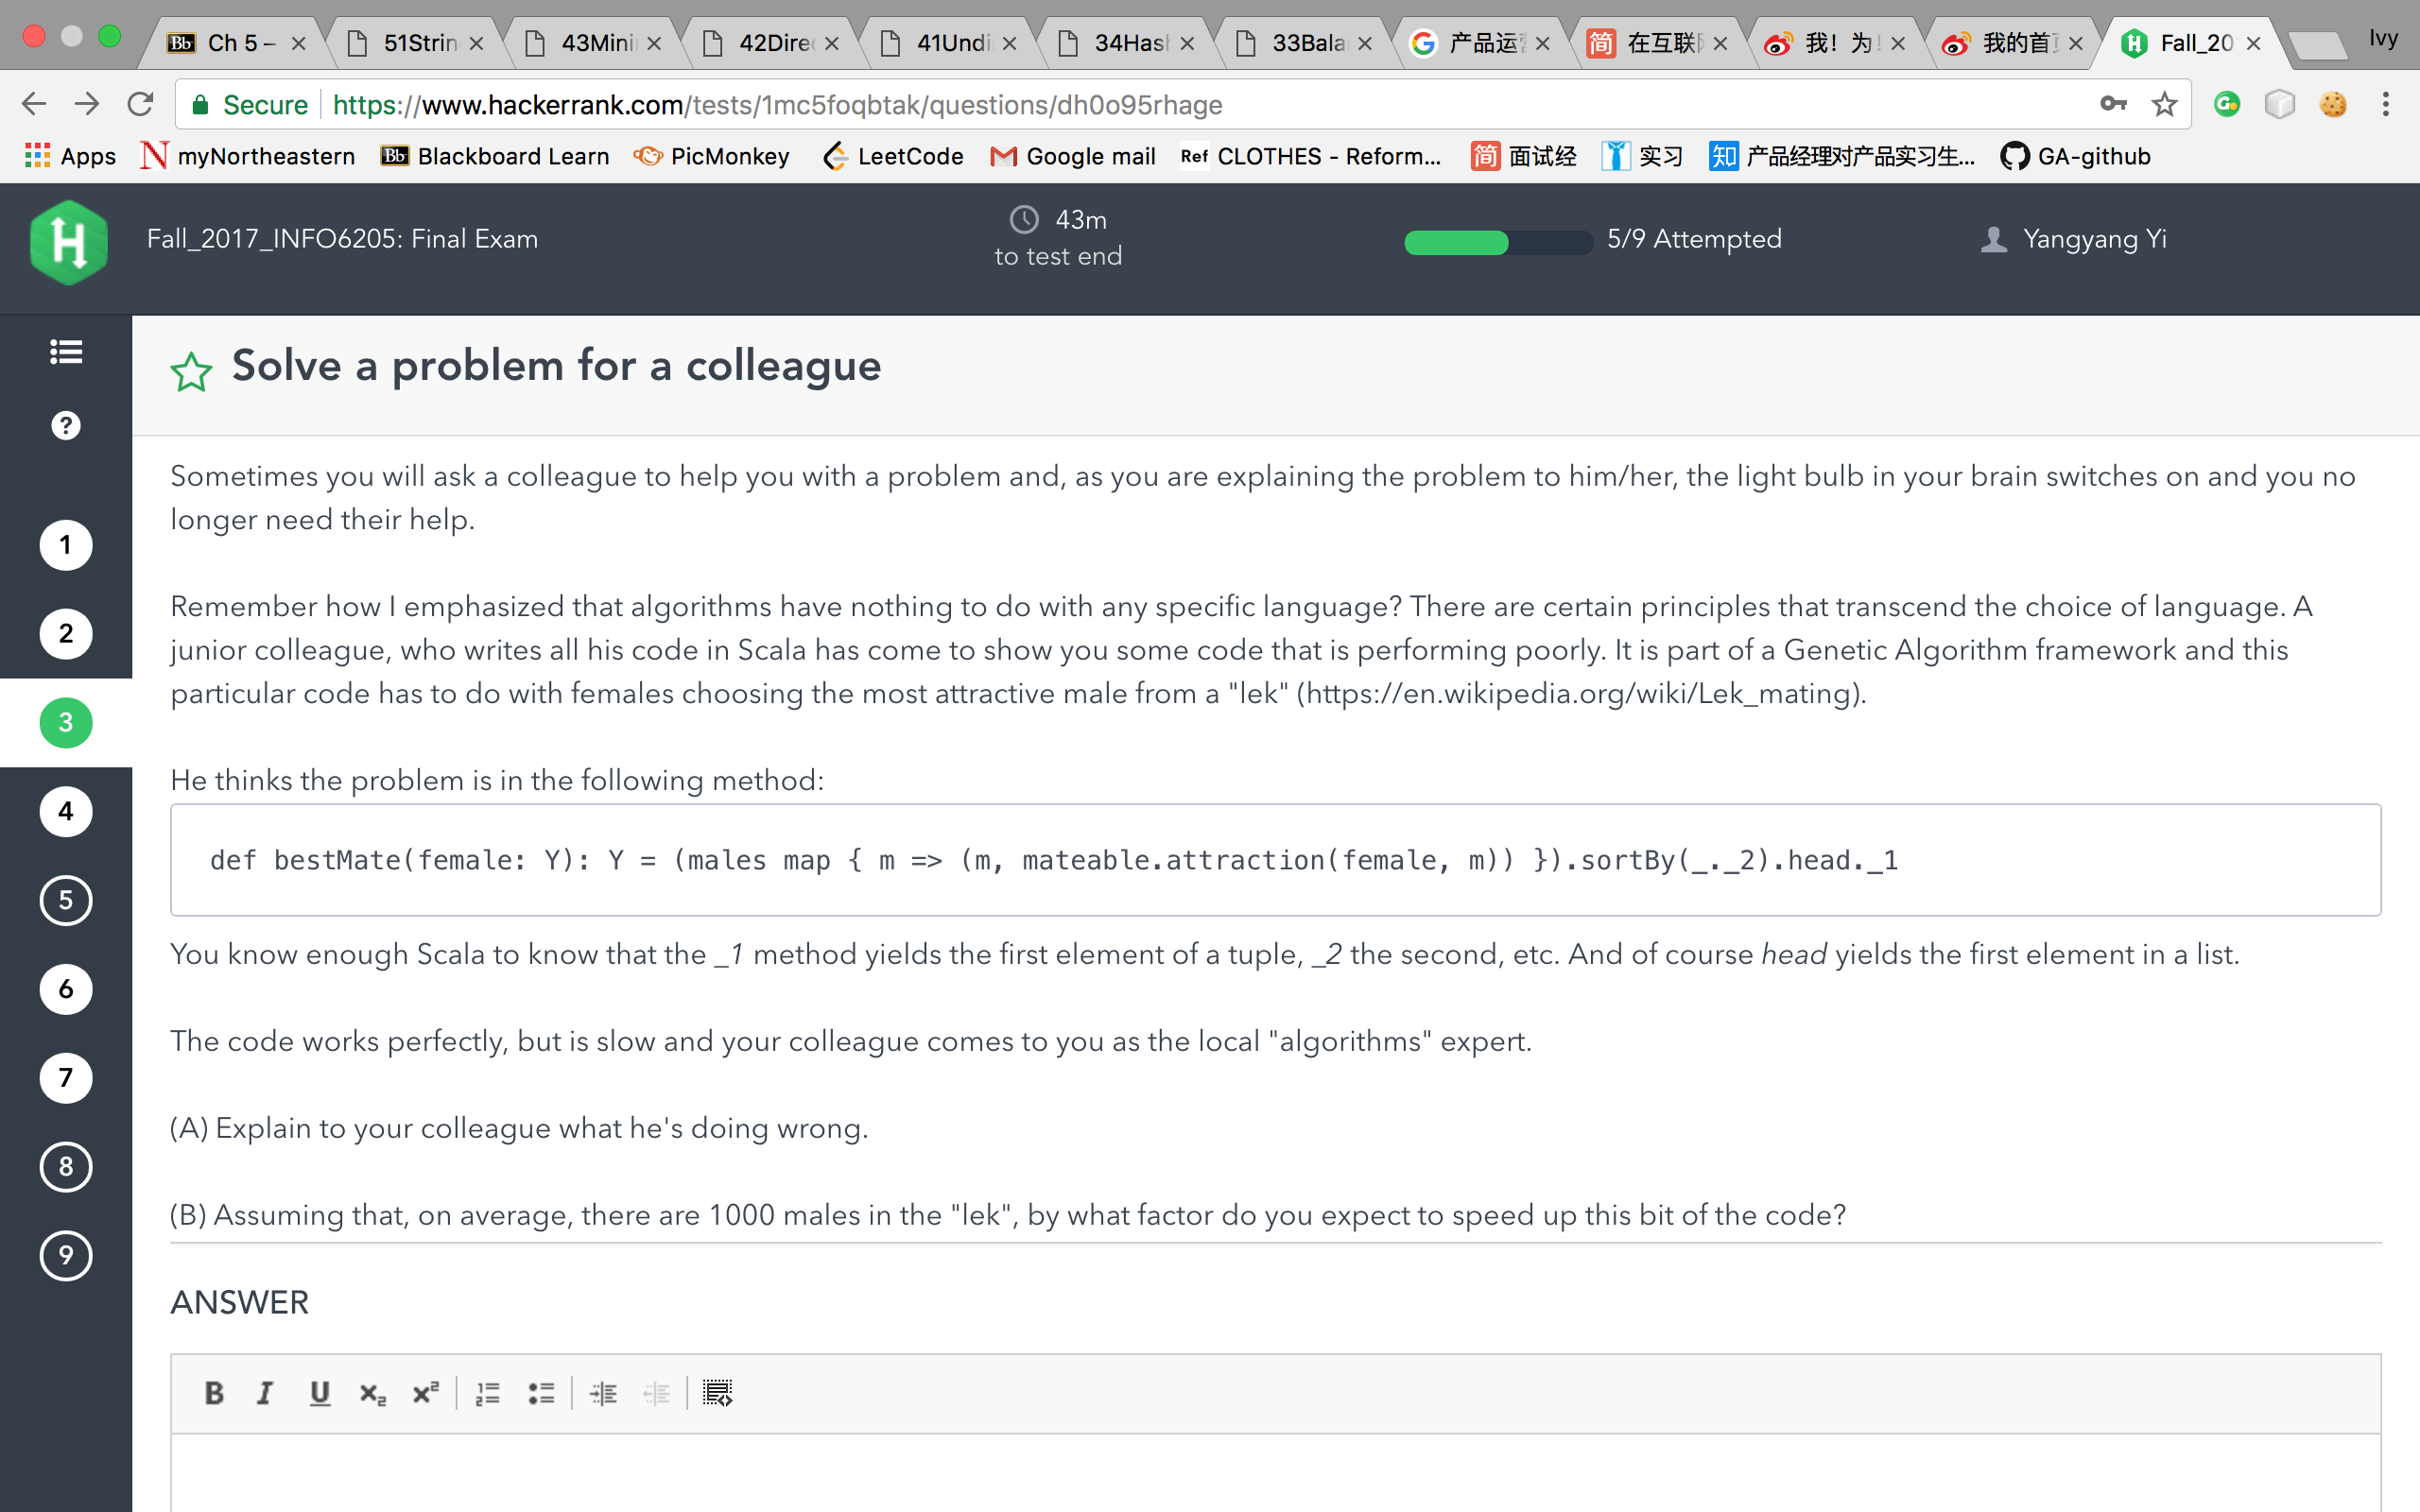 Ch 5 –
51Strin
43Mini
42Dire
41Undi
34Hash
33Bala
产品运
在互联
我！为！
我的首
Fall_20
Ivy
Secure
https://www.hackerrank.com/tests/1mc5foqbtak/questions/dh0o95rhage
Apps
myNortheastern
Bb Blackboard Learn
PicMonkey
LeetCode
Google mail
Ref CLOTHES - Reform...
简 面试经
实习
知 产品经理对产品实习生...
GA-github
Fall_2017_INFO6205: Final Exam
43m
to test end
5/9 Attempted
Yangyang Yi
Solve a problem for a colleague
Sometimes you will ask a colleague to help you with a problem and, as you are explaining the problem to him/her, the light bulb in your brain switches on and you no
longer need their help.
Remember how I emphasized that algorithms have nothing to do with any specific language? There are certain principles that transcend the choice of language. A
junior colleague, who writes all his code in Scala has come to show you some code that is performing poorly. It is part of a Genetic Algorithm framework and this
particular code has to do with females choosing the most attractive male from a "lek" (https://en.wikipedia.org/wiki/Lek_mating).
He thinks the problem is in the following method:
def bestMate(female: Y): Y = (males map { m => (m, mateable.attraction(female, m)) }).sortBy(_._2).head._1
You know enough Scala to know that the _1 method yields the first element of a tuple, _2 the second, etc. And of course head yields the first element in a list.
The code works perfectly, but is slow and your colleague comes to you as the local "algorithms" expert.
(A) Explain to your colleague what he's doing wrong.
(B) Assuming that, on average, there are 1000 males in the "lek", by what factor do you expect to speed up this bit of the code?
ANSWER
B I U x2 x2
1
2
3
4
5
6
7
8
9